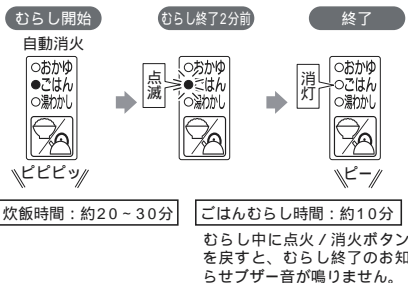 むらし開始
むらし終了2分前
終了
自動消火
○おかゆ
●ごはん
○湯わかし
ピピピッ
点滅
○おかゆ
●ごはん
○湯わかし
消灯
○おかゆ
○ごはん
○湯わかし
ピー
炊飯時間：約20～30分
ごはんむらし時間：約10分
むらし中に点火／消火ボタン
を戻すと、むらし終了のお知
らせブザー音が鳴りません。